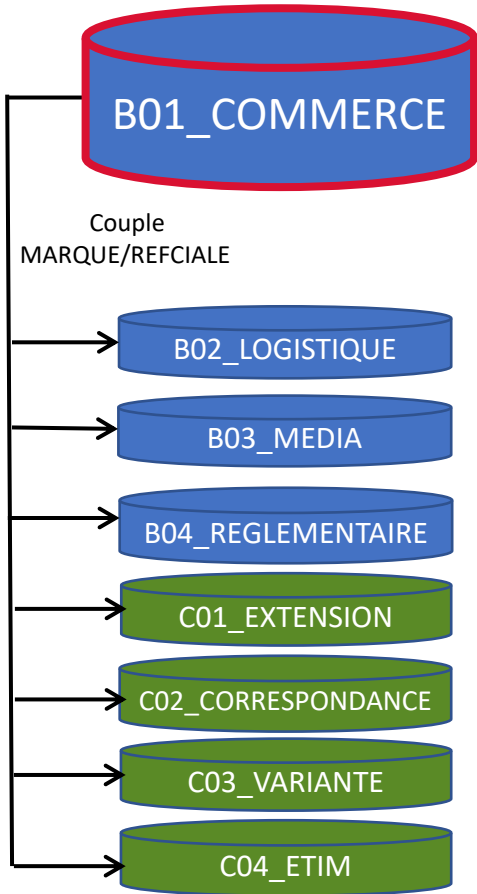 B01_COMMERCE
Couple
MARQUE/REFCIALE
B02_LOGISTIQUE
B03_MEDIA
B04_REGLEMENTAIRE
C01_EXTENSION
C02_CORRESPONDANCE
C03_VARIANTE
C04_ETIM